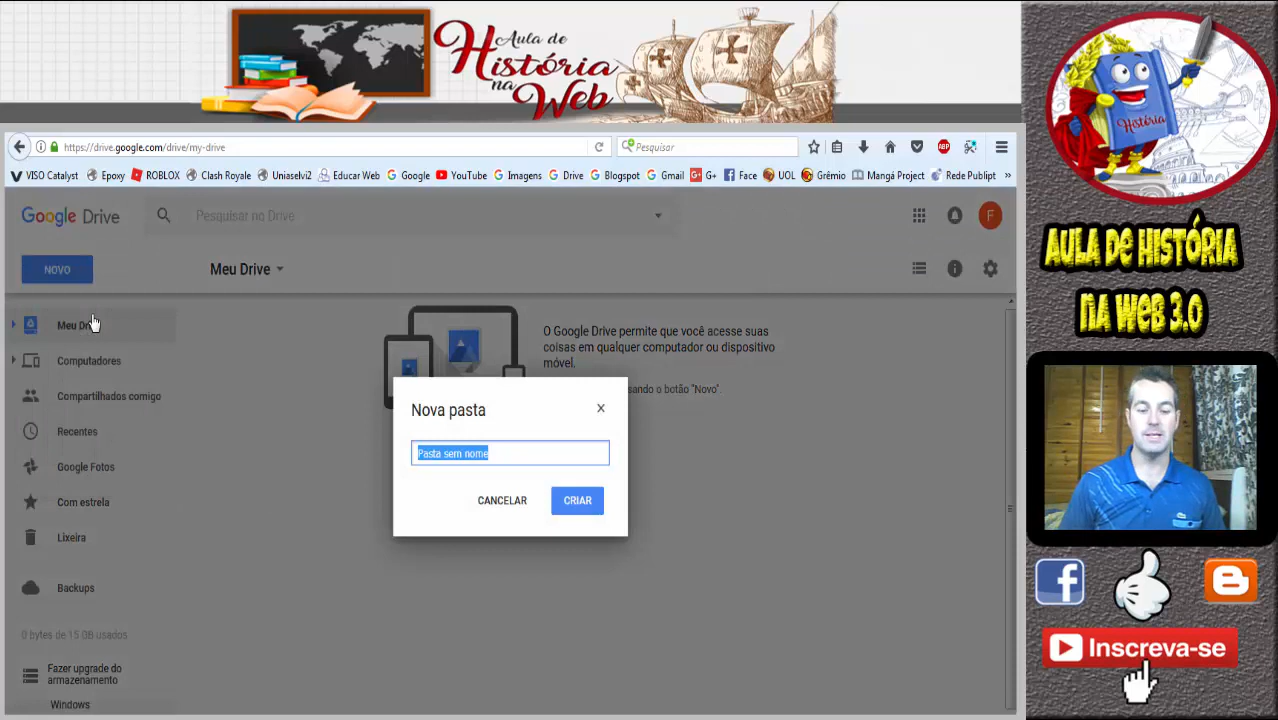 Aula de
História
na
Web
https://drive.google.com/drive/my-drive
Pesquisar
VISO Catalyst
Epoxy
ROBLOX
Clash Royale
Uniaselvi2
Educar Web
Google
YouTube
Imagens
Drive
Blogspot
Gmail
G+
Face
UOL
Grêmio
Mangá Project
Rede Publipt
»
Google Drive
Pesquisar no Drive
F
NOVO
Meu Drive
Computadores
Compartilhados comigo
Recentes
Google Fotos
Com estrela
Lixeira
Backups
0 bytes de 15 GB usados
Fazer upgrade do
armazenamento
Windows
O Google Drive permite que você acesse suas
coisas em qualquer computador ou dispositivo
móvel.
sando o botão "Novo".
Nova pasta
Pasta sem nome
CANCELAR
CRIAR
História
AULA DE HISTÓRIA
NA WEB 3.0
Inscreva-se